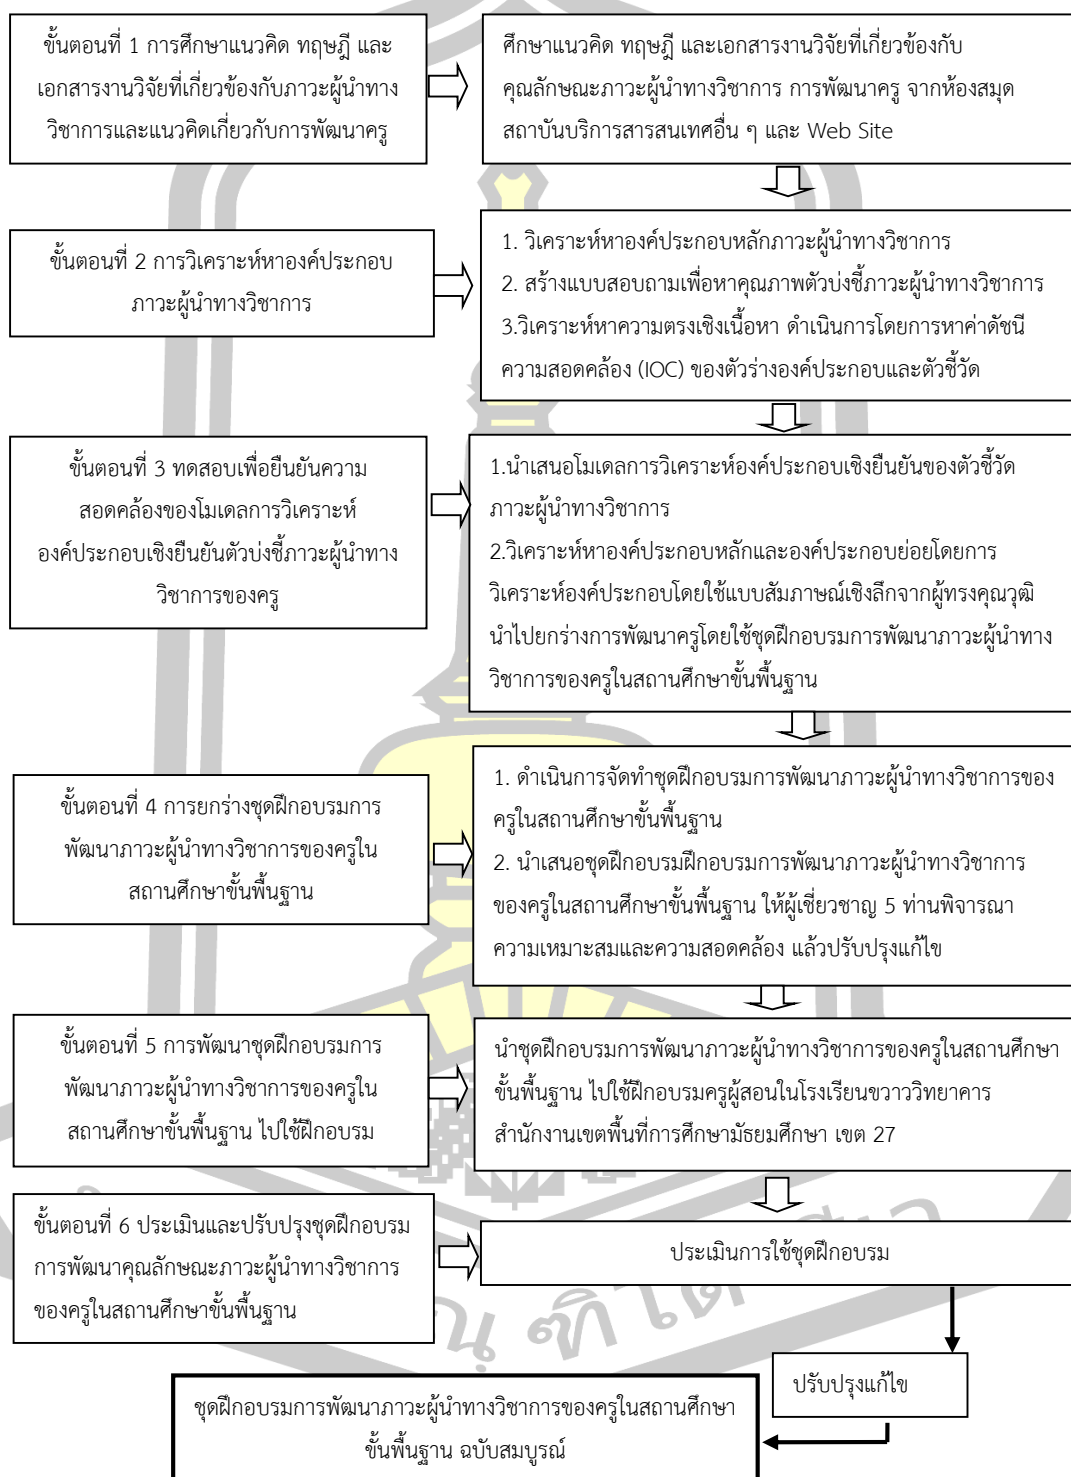 ขั้นตอนที่ 1 การศึกษาแนวคิด ทฤษฎี และ
เอกสารงานวิจัยที่เกี่ยวข้องกับภาวะผู้นำทาง
วิชาการและแนวคิดเกี่ยวกับการพัฒนาครู
ศึกษาแนวคิด ทฤษฎี และเอกสารงานวิจัยที่เกี่ยวข้องกับ
คุณลักษณะภาวะผู้นำทางวิชาการ การพัฒนาครู จากห้องสมุด
สถาบันบริการสารสนเทศอื่น ๆ และ Web Site
ขั้นตอนที่ 2 การวิเคราะห์หาองค์ประกอบ
ภาวะผู้นำทางวิชาการ
1. วิเคราะห์หาองค์ประกอบหลักภาวะผู้นำทางวิชาการ
2. สร้างแบบสอบถามเพื่อหาคุณภาพตัวบ่งชี้ภาวะผู้นำทางวิชาการ
3.วิเคราะห์หาความตรงเชิงเนื้อหา ดำเนินการโดยการหาค่าดัชนี
ความสอดคล้อง (IOC) ของตัวร่างองค์ประกอบและตัวชี้วัด
ขั้นตอนที่ 3 ทดสอบเพื่อยืนยันความ
สอดคล้องของโมเดลการวิเคราะห์
องค์ประกอบเชิงยืนยันตัวบ่งชี้ภาวะผู้นำทาง
วิชาการของครู
1.นำเสนอโมเดลการวิเคราะห์องค์ประกอบเชิงยืนยันของตัวชี้วัด
ภาวะผู้นำทางวิชาการ
2.วิเคราะห์หาองค์ประกอบหลักและองค์ประกอบย่อยโดยการ
วิเคราะห์องค์ประกอบโดยใช้แบบสัมภาษณ์เชิงลึกจากผู้ทรงคุณวุฒิ
นำไปยกร่างการพัฒนาครูโดยใช้ชุดฝึกอบรมการพัฒนาภาวะผู้นำทาง
วิชาการของครูในสถานศึกษาขั้นพื้นฐาน
ขั้นตอนที่ 4 การยกร่างชุดฝึกอบรมการ
พัฒนาภาวะผู้นำทางวิชาการของครูใน
สถานศึกษาขั้นพื้นฐาน
1. ดำเนินการจัดทำชุดฝึกอบรมการพัฒนาภาวะผู้นำทางวิชาการของ
ครูในสถานศึกษาขั้นพื้นฐาน
2. นำเสนอชุดฝึกอบรมฝึกอบรมการพัฒนาภาวะผู้นำทางวิชาการ
ของครูในสถานศึกษาขั้นพื้นฐาน ให้ผู้เชี่ยวชาญ 5 ท่านพิจารณา
ความเหมาะสมและความสอดคล้อง แล้วปรับปรุงแก้ไข
ขั้นตอนที่ 5 การพัฒนาชุดฝึกอบรมการ
พัฒนาภาวะผู้นำทางวิชาการของครูใน
สถานศึกษาขั้นพื้นฐาน ไปใช้ฝึกอบรม
นำชุดฝึกอบรมการพัฒนาภาวะผู้นำทางวิชาการของครูในสถานศึกษา
ขั้นพื้นฐาน ไปใช้ฝึกอบรมครูผู้สอนในโรงเรียนขวาววิทยาคาร
สำนักงานเขตพื้นที่การศึกษามัธยมศึกษา เขต 27
ขั้นตอนที่ 6 ประเมินและปรับปรุงชุดฝึกอบรม
การพัฒนาคุณลักษณะภาวะผู้นำทางวิชาการ
ของครูในสถานศึกษาขั้นพื้นฐาน
ประเมินการใช้ชุดฝึกอบรม
ปรับปรุงแก้ไข
ชุดฝึกอบรมการพัฒนาภาวะผู้นำทางวิชาการของครูในสถานศึกษา
ขั้นพื้นฐาน ฉบับสมบูรณ์